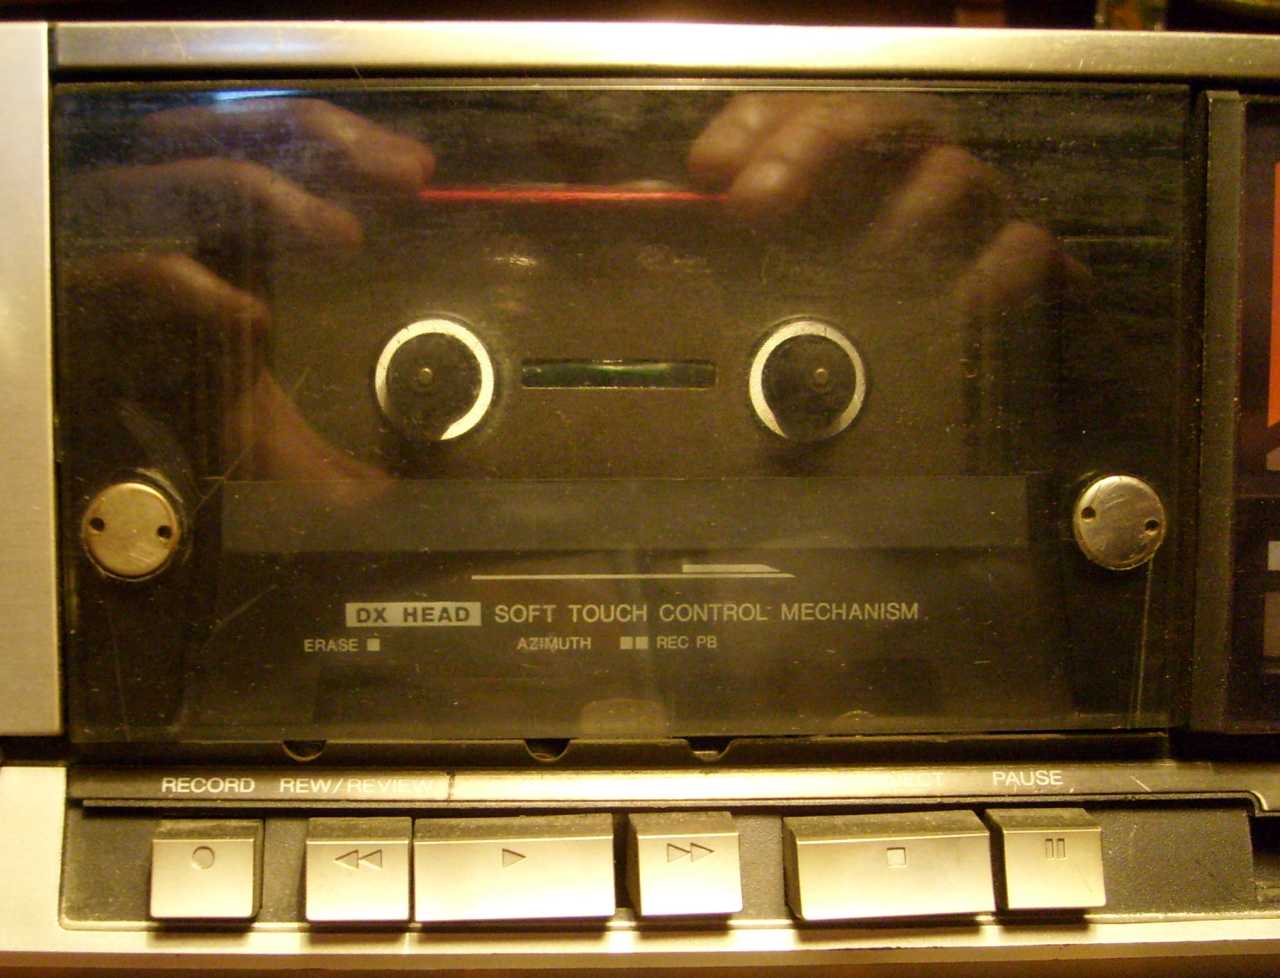 DX HEAD SOFT TOUCH CONTROL MECHANISM
ERASE AZIMUTH REC PB
RECORD REW/REVIEW PAUSE